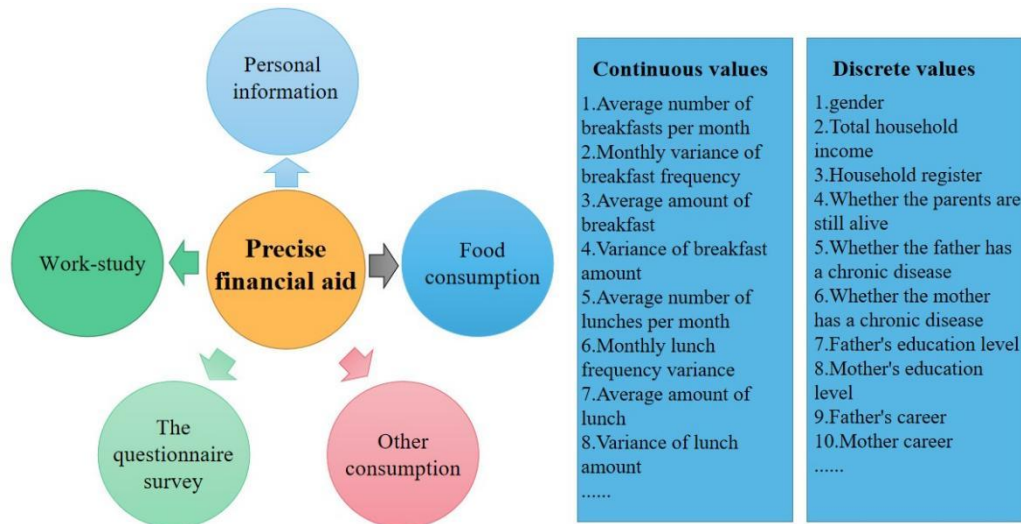 Personal
information
Work-study
Precise
financial aid
Food
consumption
The
questionnaire
survey
Other
consumption
Continuous values
1.Average number of
breakfasts per month
2.Monthly variance of
breakfast frequency
3.Average amount of
breakfast
4.Variance of breakfast
amount
5.Average number of
lunches per month
6.Monthly lunch
frequency variance
7.Average amount of
lunch
8.Variance of lunch
amount
......
Discrete values
1.gender
2.Total household
income
3.Household register
4.Whether the parents are
still alive
5.Whether the father has
a chronic disease
6.Whether the mother
has a chronic disease
7.Father's education level
8.Mother's education
level
9.Father's career
10.Mother career
......